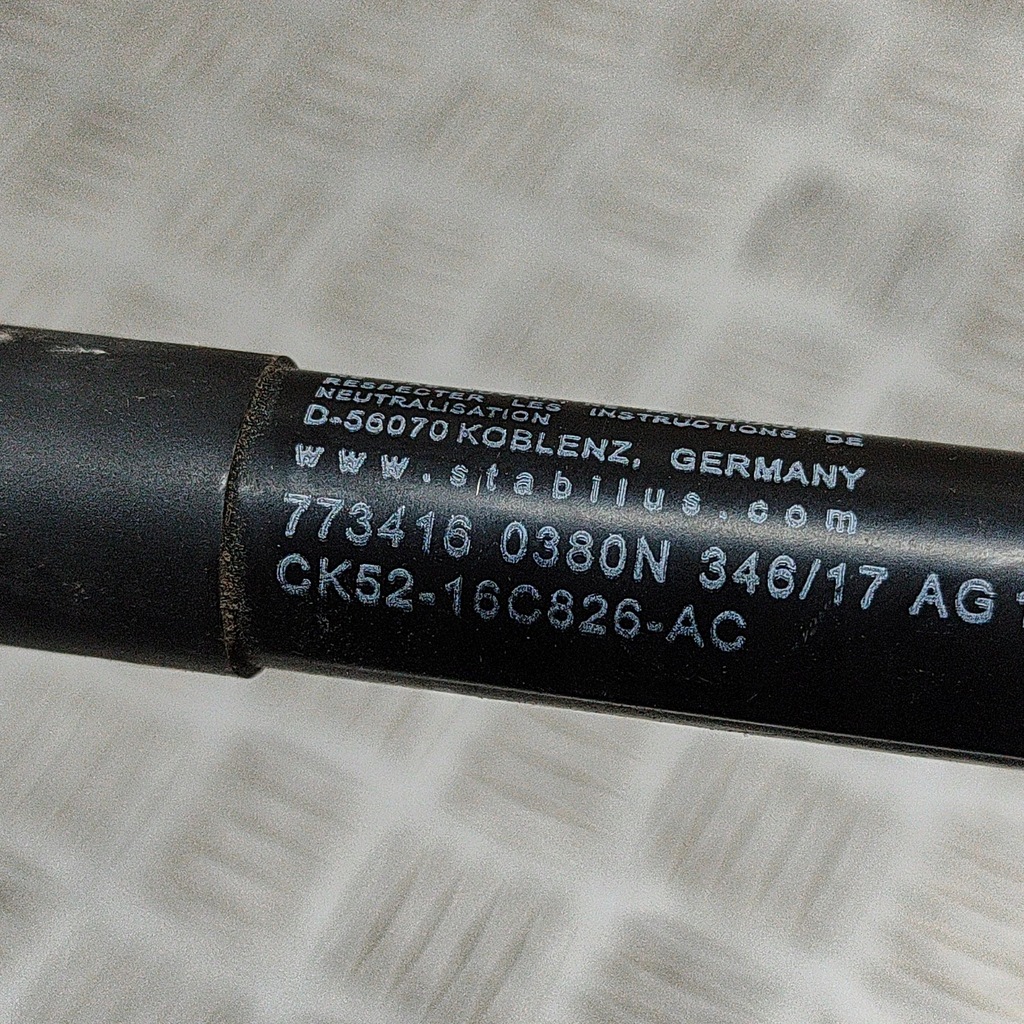 RESPECTER LES INSTRUCTIONS DE
NEUTRALISATION
D-56070 KOBLENZ, GERMANY
www.stabilus.com
773416 0380N 346/17 AG
CK52-16C826-AC